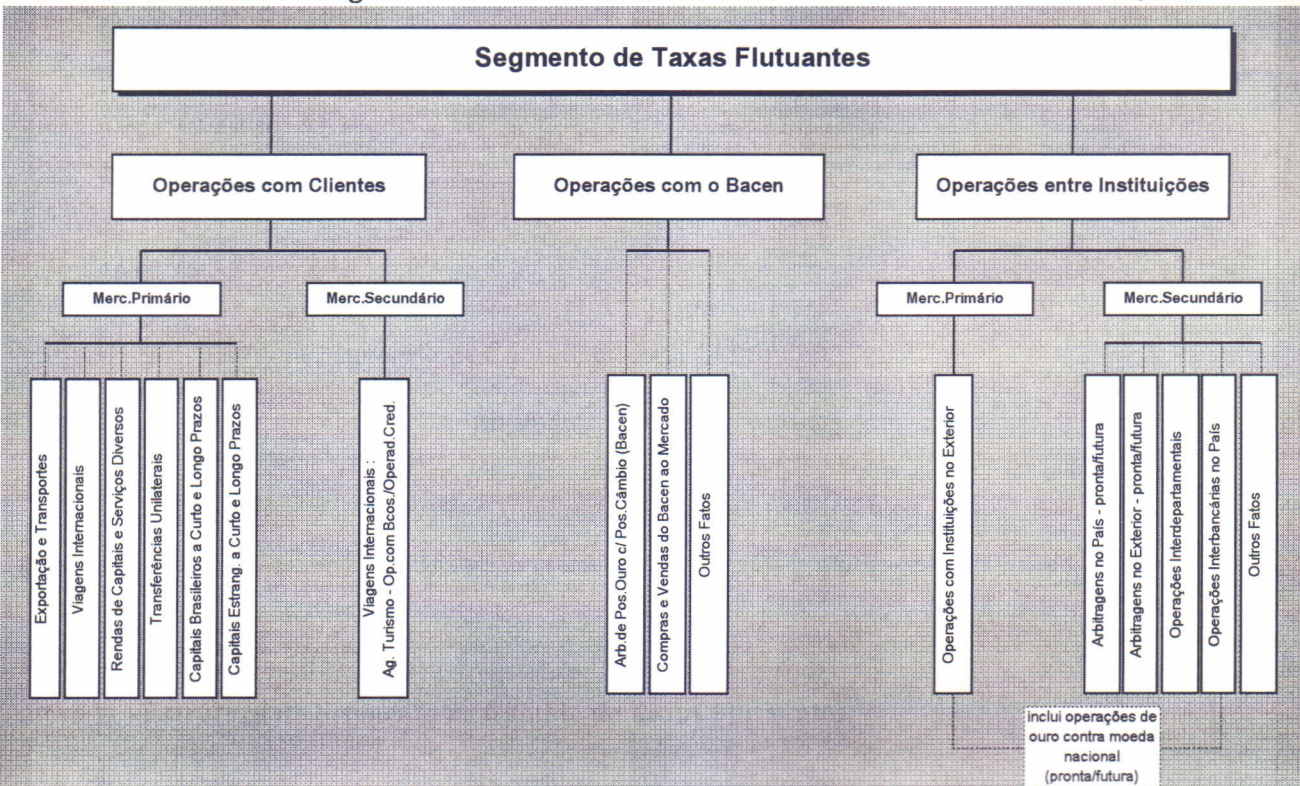 Segmento de Taxas Flutuantes
Operações com Clientes
Operações com o Bacen
Operações entre Instituições
Merc.Primário
Merc.Secundário
Merc.Primário
Merc.Secundário
Exportação e Transportes
Viagens Internacionais
Rendas de Capitais e Serviços Diversos
Transferências Unilaterais
Capitais Brasileiros a Curto e Longo Prazos
Capitais Estrang. a Curto e Longo Prazos
Viagens Internacionais :
Ag. Turismo - Op.com Bcos./Operad.Cred.
Arb.de Pos.Ouro c/ Pos.Câmbio (Bacen)
Compras e Vendas do Bacen ao Mercado
Outros Fatos
Operações com Instituições no Exterior
Arbitragens no País - pronta/futura
Arbitragens no Exterior - pronta/futura
Operações Interdepartamentais
Operações Interbancárias no País
Outros Fatos
inclui operações de
ouro contra moeda
nacional
(pronta/futura)